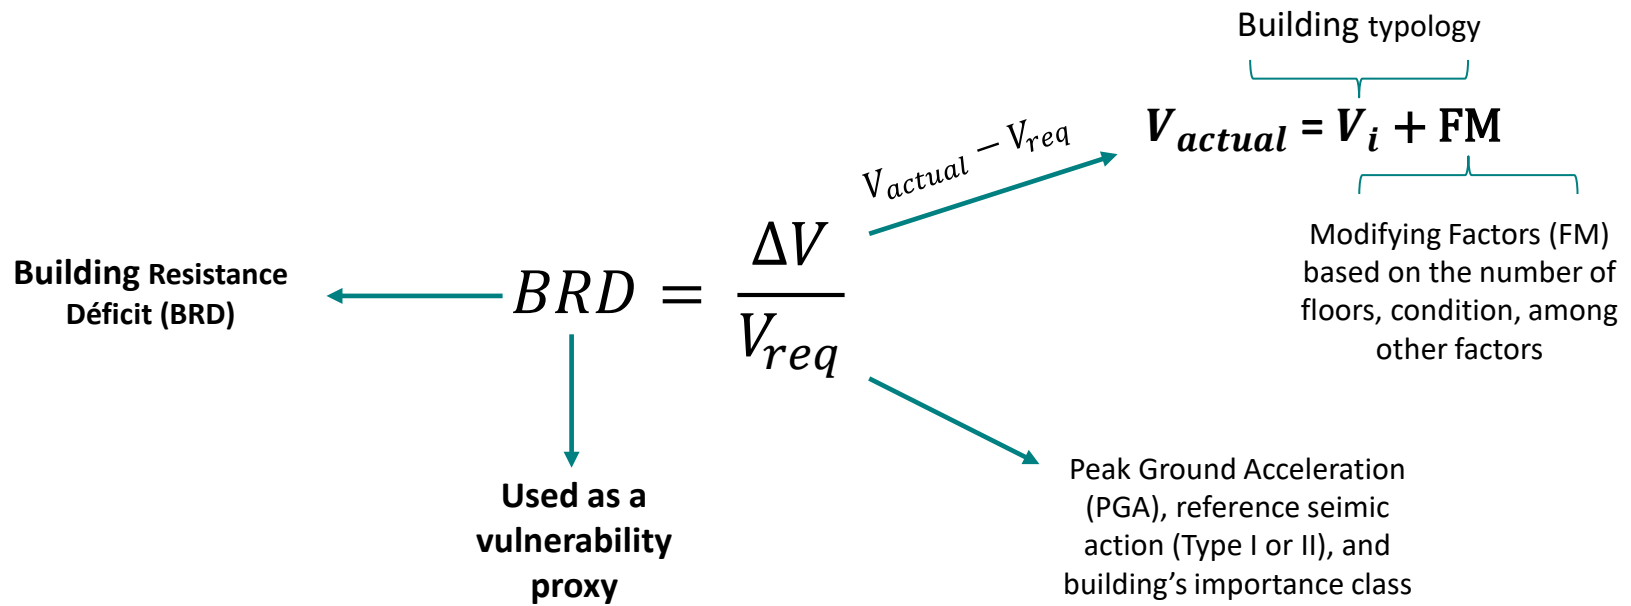 Building typology
V_actual = V_i + FM
V_actual − V_req
Modifying Factors (FM)
based on the number of
floors, condition, among
other factors
Building Resistance
Déficit (BRD)
BRD = ΔV / V_req
Used as a
vulnerability
proxy
Peak Ground Acceleration
(PGA), reference seimic
action (Type I or II), and
building’s importance class